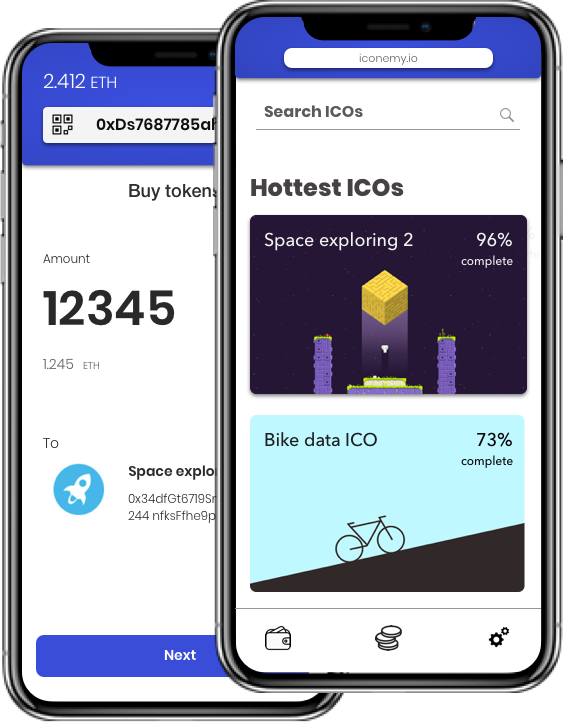 2.412 ETH
0xDs7687785af
Buy tokens
Amount
12345
1.245 ETH
To
Space explo
0x34dfGt6719Sr
244 nfksFfhe9p
Next
iconemy.io
Search ICOs
Hottest ICOs
Space exploring 2
96%
complete
Bike data ICO
73%
complete